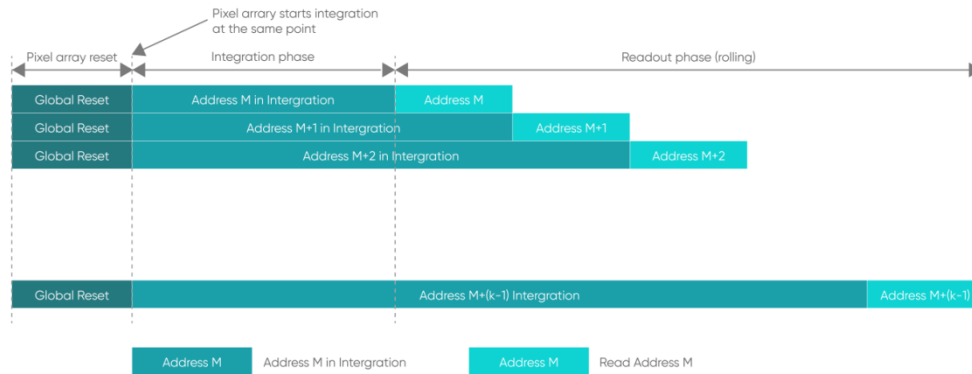 Pixel arrary starts integration
at the same point
Pixel array reset
Integration phase
Readout phase (rolling)
Global Reset
Address M in Intergration
Address M
Global Reset
Address M+1 in Intergration
Address M+1
Global Reset
Address M+2 in Intergration
Address M+2
Global Reset
Address M+(k-1) Intergration
Address M+(k-1)
Address M
Address M in Intergration
Address M
Read Address M